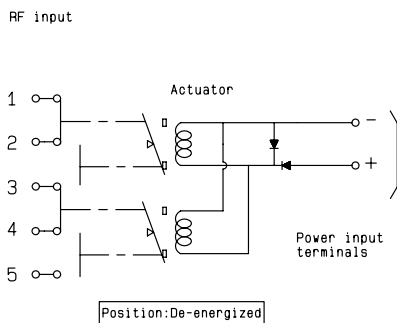 RF input
Actuator
1
2
3
4
5
-
+
Power input
terminals
Position:De-energized